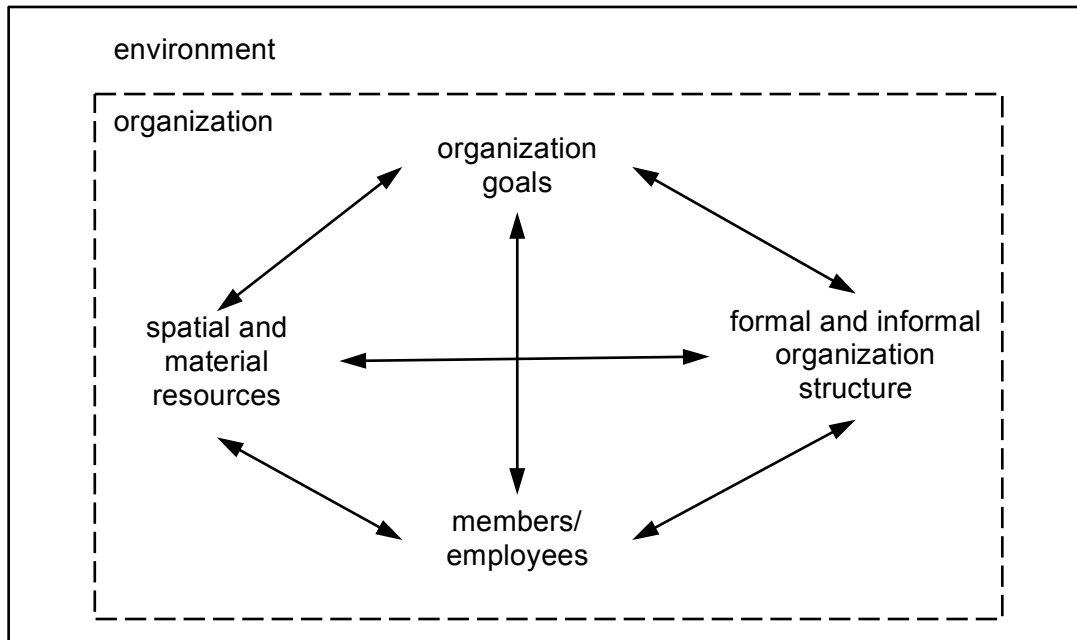 environment
organization
organization
goals
spatial and
material
resources
formal and informal
organization
structure
members/
employees